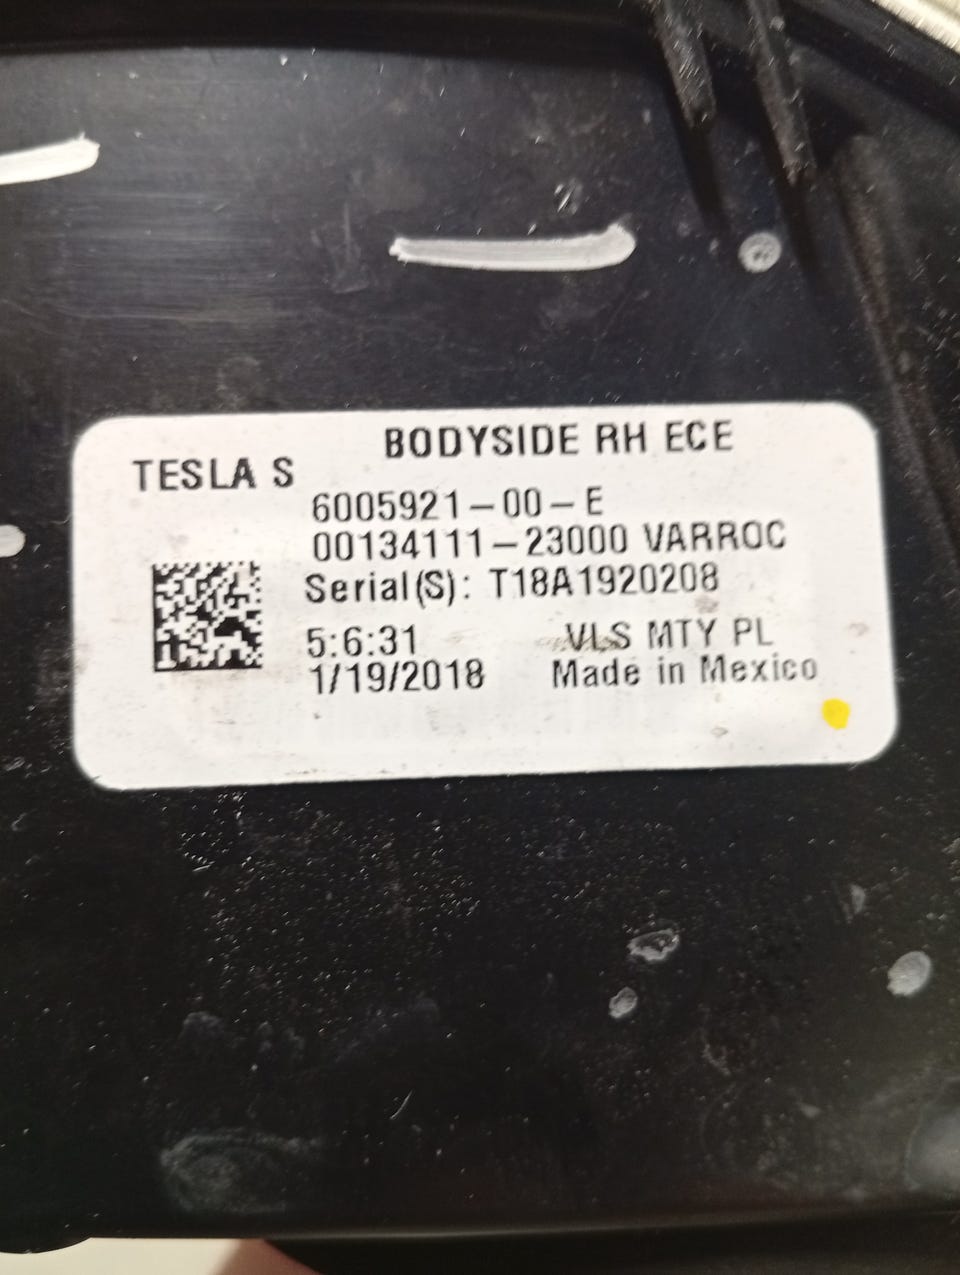 BODYSIDE RH ECE
TESLA S
6005921-00-E
00134111-23000 VARROC
Serial(S): T18A1920208
5:6:31 VLS MTY PL
1/19/2018 Made in Mexico